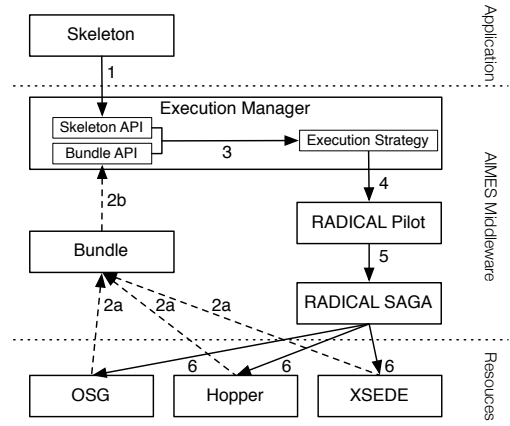 Skeleton
Application
1
Execution Manager
Skeleton API
Bundle API
3
Execution Strategy
2b
4
AIMES Middleware
RADICAL Pilot
Bundle
5
2a
2a
2a
RADICAL SAGA
6
6
6
OSG
Hopper
XSEDE
Resouces